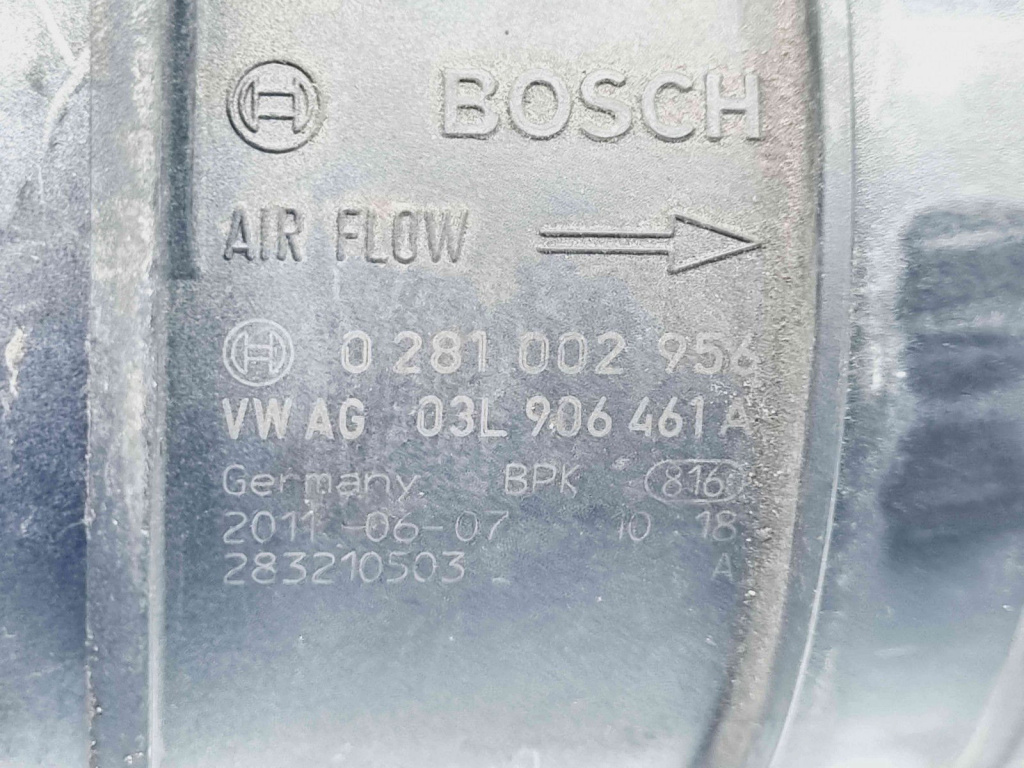 BOSCH
AIR FLOW
0 281 002 956
VW AG 03L 906 461 A
Germany BPK 816
2011-06-07 10 18
283210503 A